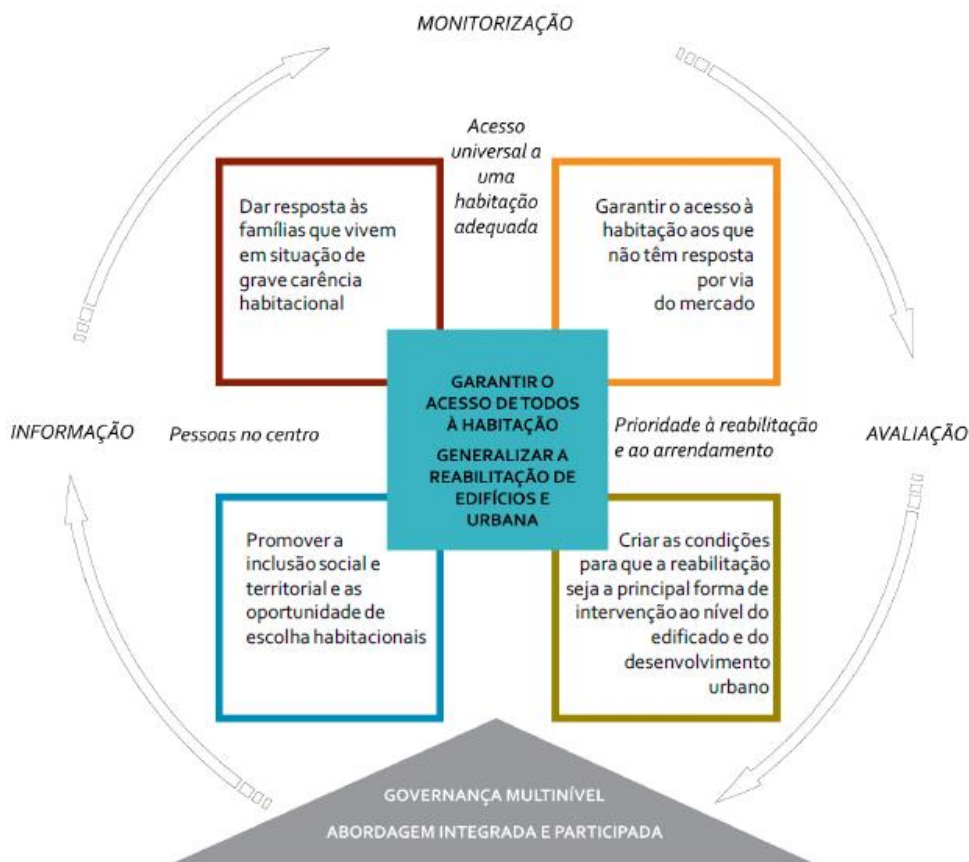 MONITORIZAÇÃO
Acesso
universal a
uma
habitação
adequada
Dar resposta às
famílias que vivem
em situação de
grave carência
habitacional
Garantir o acesso à
habitação aos que
não têm resposta
por via
do mercado
GARANTIR O
ACESSO DE TODOS
À HABITAÇÃO
GENERALIZAR A
REABILITAÇÃO DE
EDIFÍCIOS E
URBANA
INFORMAÇÃO
Pessoas no centro
Prioridade à reabilitação
e ao arrendamento
AVALIAÇÃO
Promover a
inclusão social e
territorial e as
oportunidade de
escolha habitacionais
Criar as condições
para que a reabilitação
seja a principal forma de
intervenção ao nível do
edificado e do
desenvolvimento
urbano
GOVERNANÇA MULTINÍVEL
ABORDAGEM INTEGRADA E PARTICIPADA